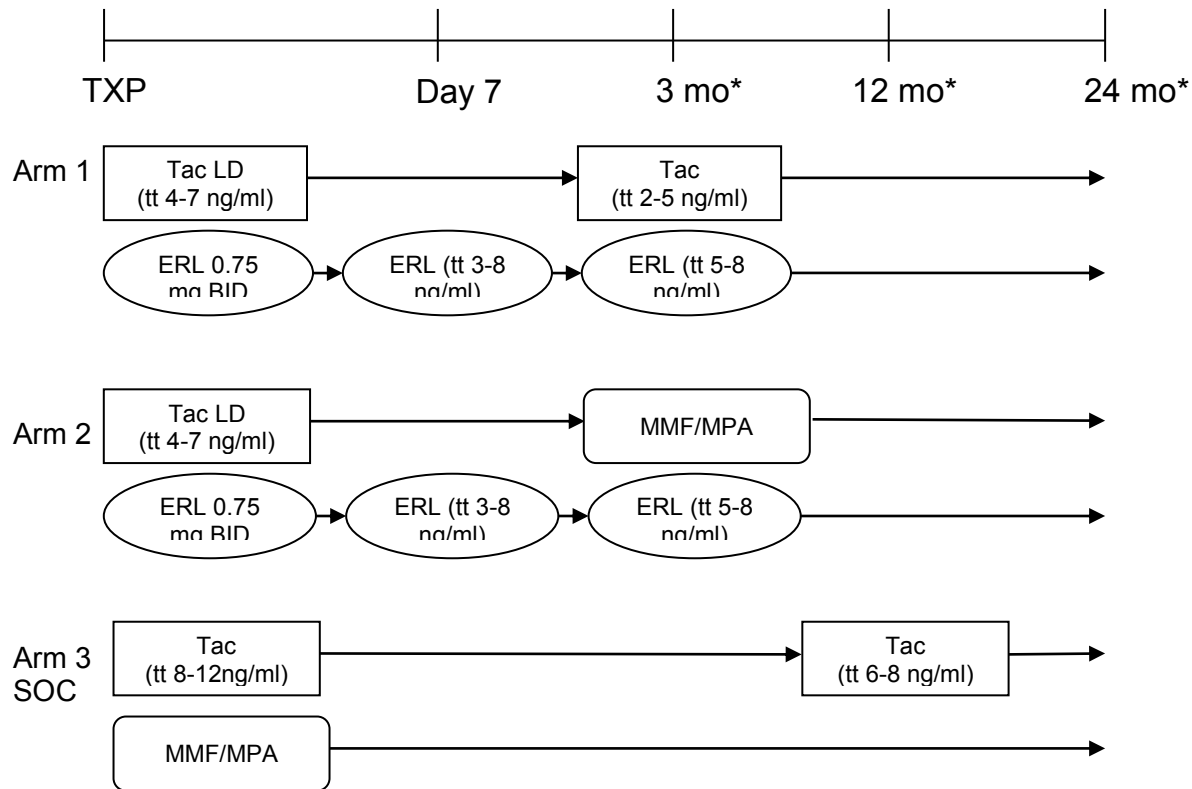 TXP
Day 7
3 mo*
12 mo*
24 mo*
Arm 1
Tac LD
(tt 4-7 ng/ml)
Tac
(tt 2-5 ng/ml)
ERL 0.75
mg BID
ERL (tt 3-8
ng/ml)
ERL (tt 5-8
ng/ml)
Arm 2
Tac LD
(tt 4-7 ng/ml)
MMF/MPA
ERL 0.75
mg BID
ERL (tt 3-8
ng/ml)
ERL (tt 5-8
ng/ml)
Arm 3
SOC
Tac
(tt 8-12ng/ml)
Tac
(tt 6-8 ng/ml)
MMF/MPA